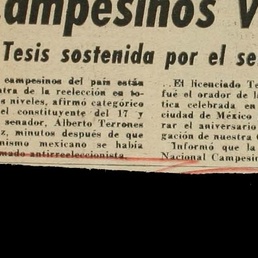 ampesinos V
Tesis sostenida por el se
campesinos del país están
tra de la reelección en to-
s niveles, afirmó categórico
el constituyente del 17 y
senador, Alberto Terrones
z, minutos después de que
nismo mexicano se había
mado antirreeleccionista.
..El licenciado Te
fué el orador de la
tica celebrada en
ciudad de México
rar el aniversario
gación de nuestra C
Informó que la
Nacional Campesin